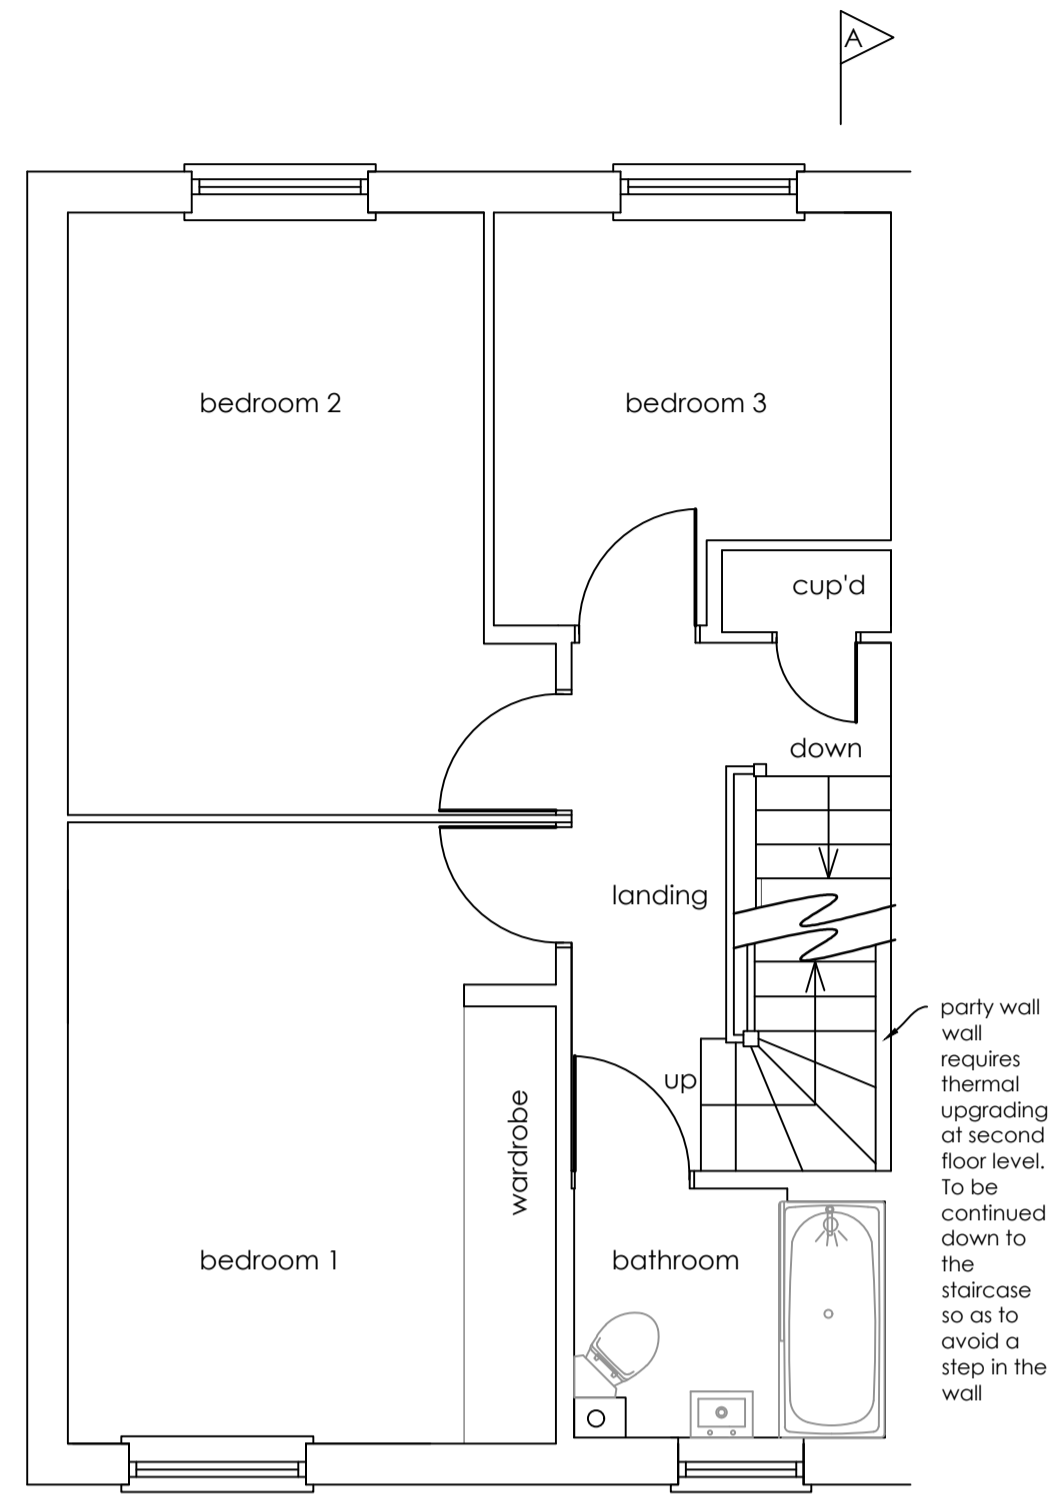 A
bedroom 2
bedroom 3
cup'd
down
landing
up
wardrobe
bedroom 1
bathroom
party wall
wall
requires
thermal
upgrading
at second
floor level.
To be
continued
down to
the
staircase
so as to
avoid a
step in the
wall